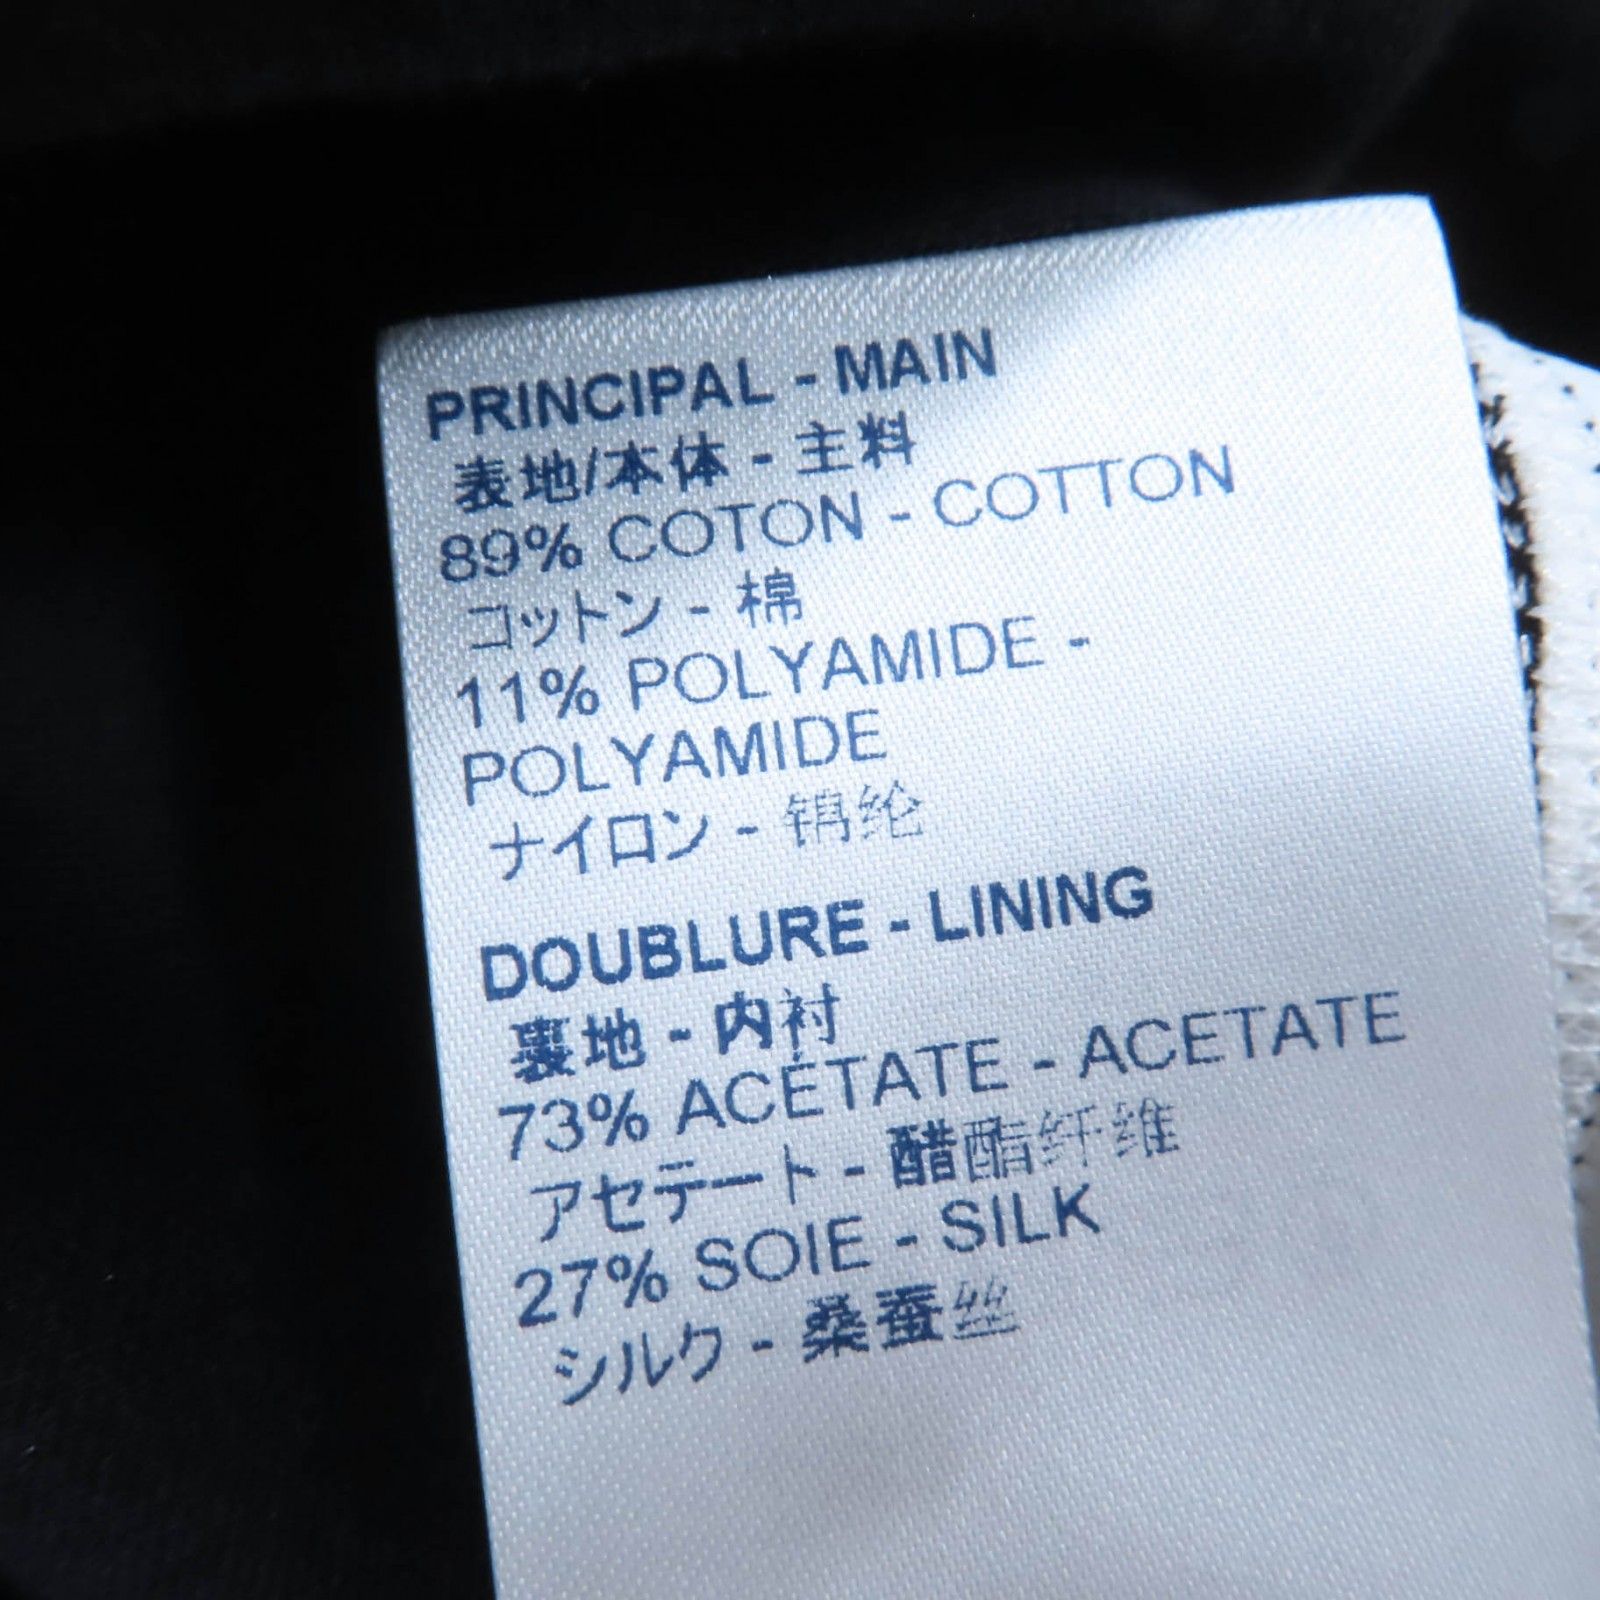 PRINCIPAL - MAIN
表地/本体 - 主料
89% COTON - COTTON
コットン - 棉
11% POLYAMIDE -
POLYAMIDE
ナイロン - 锦纶
DOUBLURE - LINING
裏地 - 内衬
73% ACÉTATE - ACETATE
アセテート - 醋酯纤维
27% SOIE - SILK
シルク - 桑蚕丝